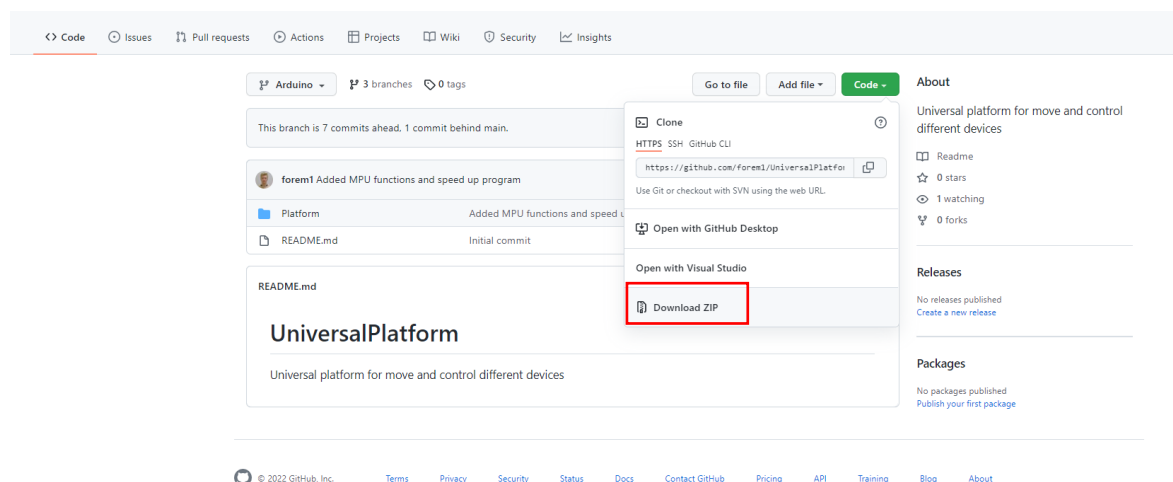 Code Issues Pull requests Actions Projects Wiki Security Insights
Arduino 3 branches 0 tags Go to file Add file Code
This branch is 7 commits ahead, 1 commit behind main.
forem1 Added MPU functions and speed up program
Platform Added MPU functions and speed u
README.md Initial commit
Clone
HTTPS SSH GitHub CLI
https://github.com/forem1/UniversalPlatfo
Use Git or checkout with SVN using the web URL.
Open with GitHub Desktop
Open with Visual Studio
Download ZIP
README.md
UniversalPlatform
Universal platform for move and control different devices
About
Universal platform for move and control
different devices
Readme
0 stars
1 watching
0 forks
Releases
No releases published
Create a new release
Packages
No packages published
Publish your first package
© 2022 GitHub, Inc. Terms Privacy Security Status Docs Contact GitHub Pricing API Training Blog About